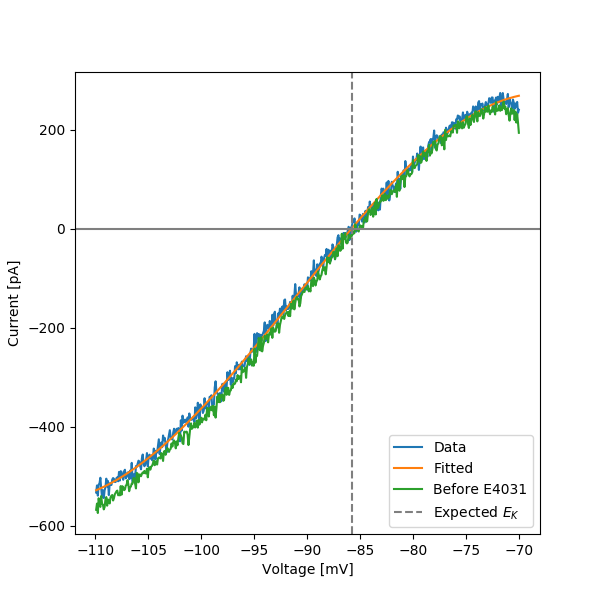 200
0
−200
−400
−600
Current [pA]
−110
−105
−100
−95
−90
−85
−80
−75
−70
Voltage [mV]
Data
Fitted
Before E4031
Expected E_K